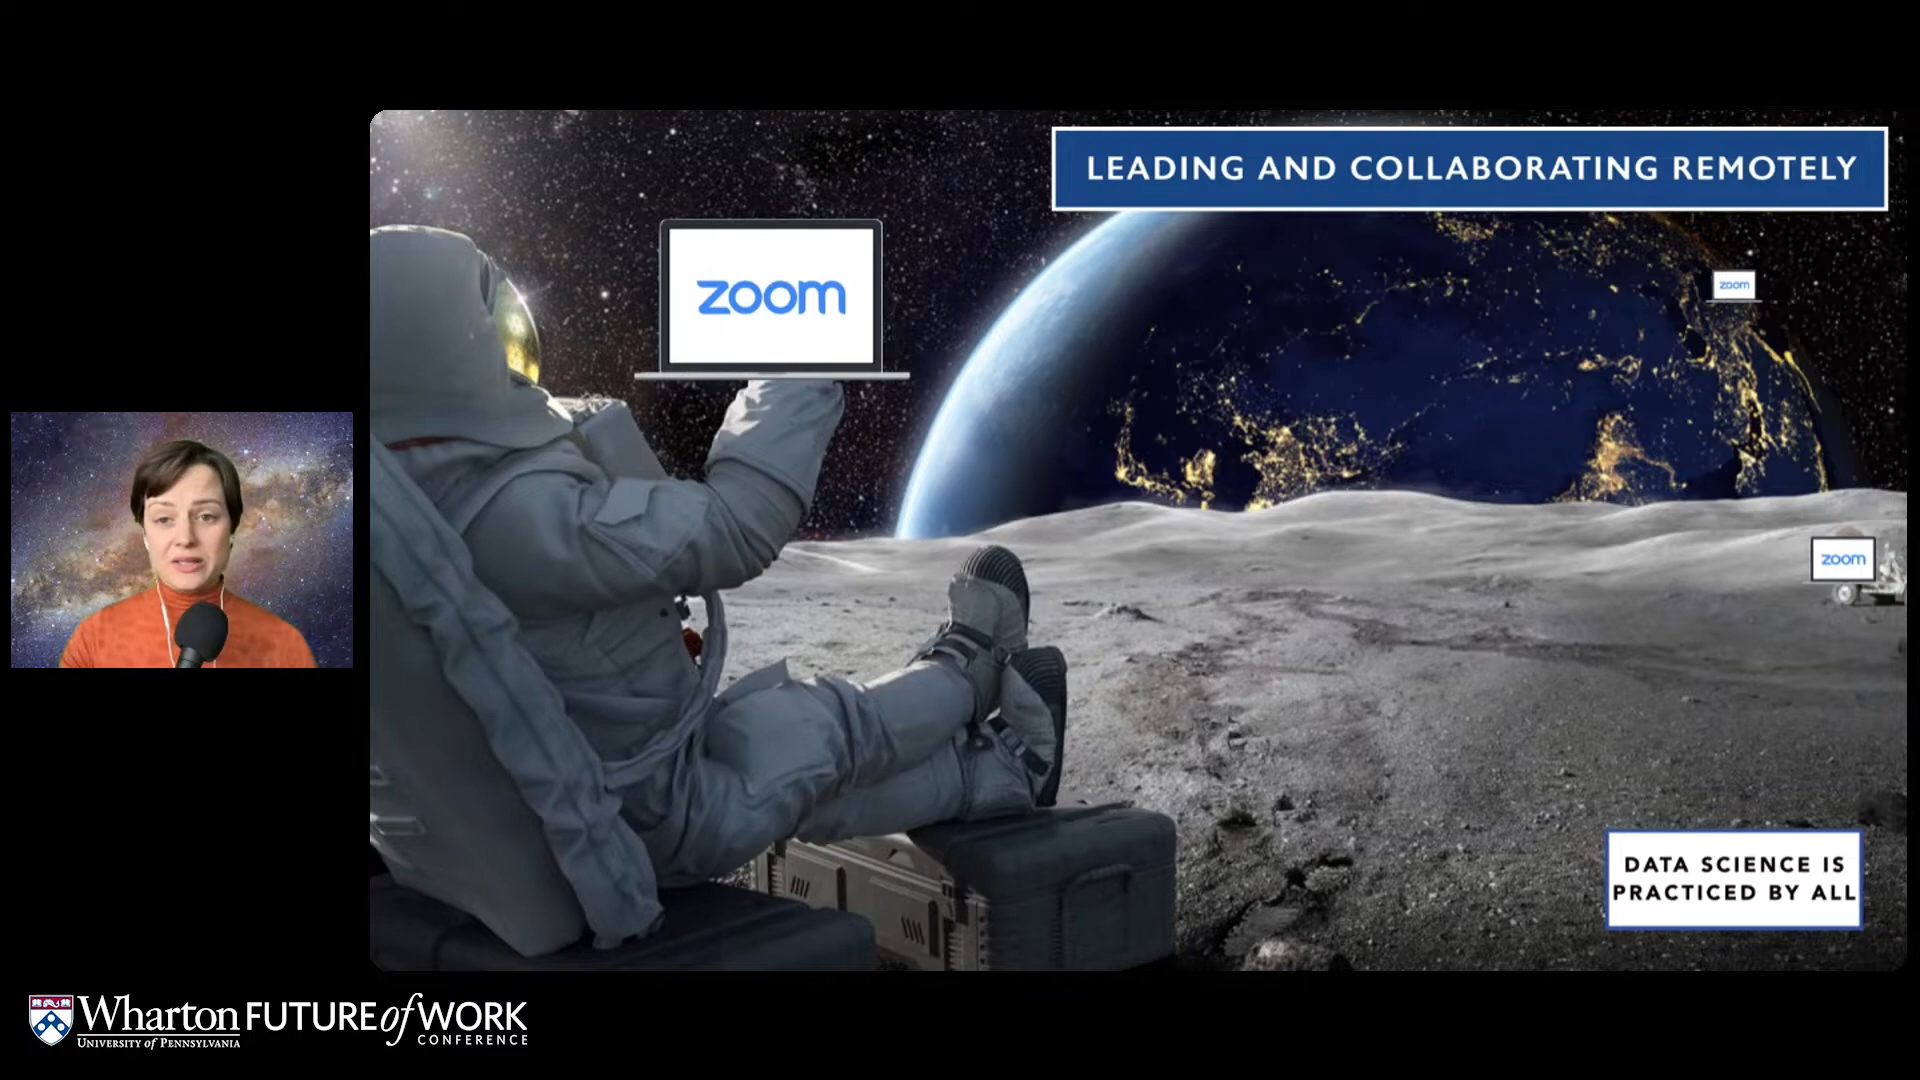 LEADING AND COLLABORATING REMOTELY
zoom
zoom
zoom
DATA SCIENCE IS
PRACTICED BY ALL
Wharton FUTURE of WORK
UNIVERSITY of PENNSYLVANIA
CONFERENCE